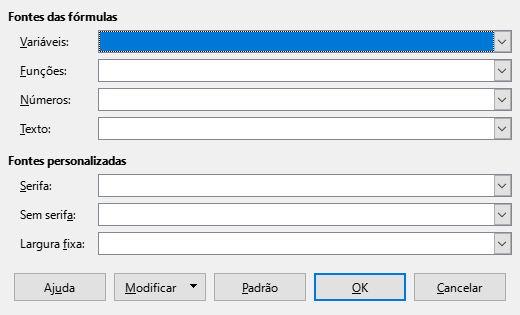 Fontes das fórmulas
Variáveis:
Funções:
Números:
Texto:
Fontes personalizadas
Serifa:
Sem serifa:
Largura fixa:
Ajuda Modificar Padrão OK Cancelar